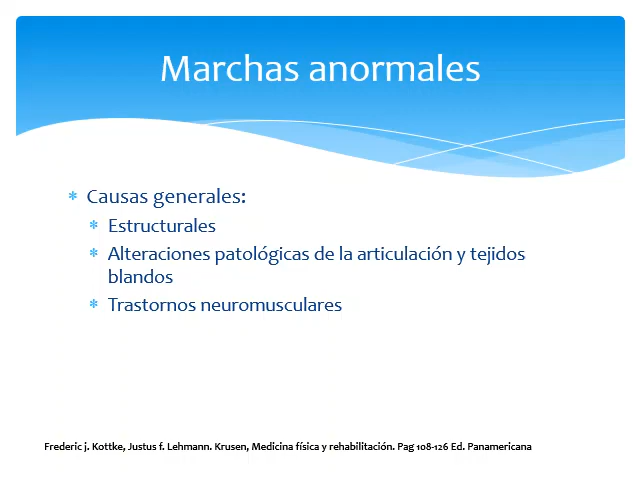 Marchas anormales
* Causas generales:
* Estructurales
* Alteraciones patológicas de la articulación y tejidos
blandos
* Trastornos neuromusculares
Frederic j. Kottke, Justus f. Lehmann. Krusen, Medicina física y rehabilitación. Pag 108-126 Ed. Panamericana